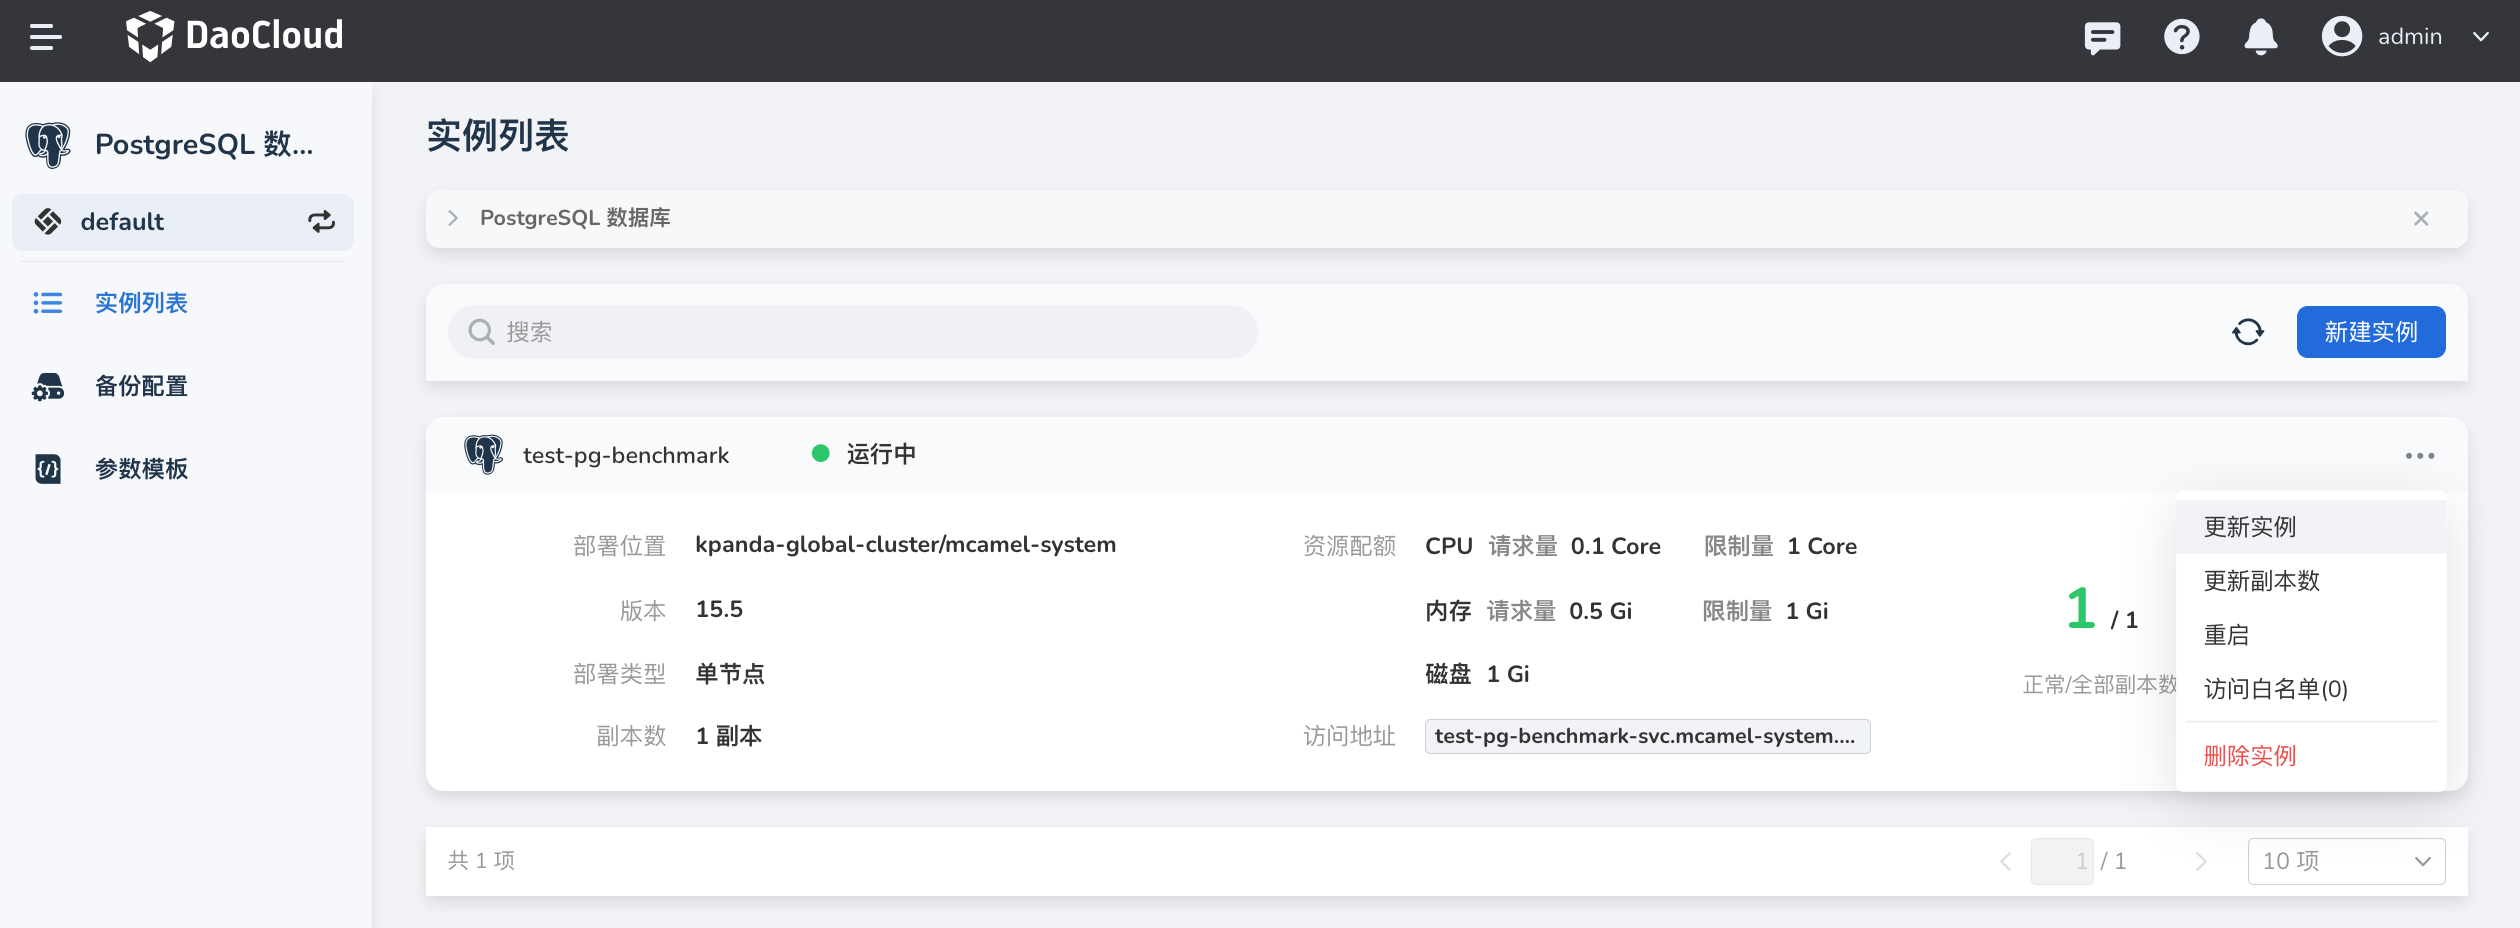 DaoCloud
admin
PostgreSQL 数...
default
实例列表
备份配置
参数模板
实例列表
PostgreSQL 数据库
搜索
新建实例
test-pg-benchmark
运行中
部署位置 kpanda-global-cluster/mcamel-system
版本 15.5
部署类型 单节点
副本数 1 副本
资源配额 CPU 请求量 0.1 Core 限制量 1 Core
内存 请求量 0.5 Gi 限制量 1 Gi
磁盘 1 Gi
访问地址 test-pg-benchmark-svc.mcamel-system....
1 / 1
正常/全部副本数
更新实例
更新副本数
重启
访问白名单(0)
删除实例
共 1 项
1 / 1
10 项